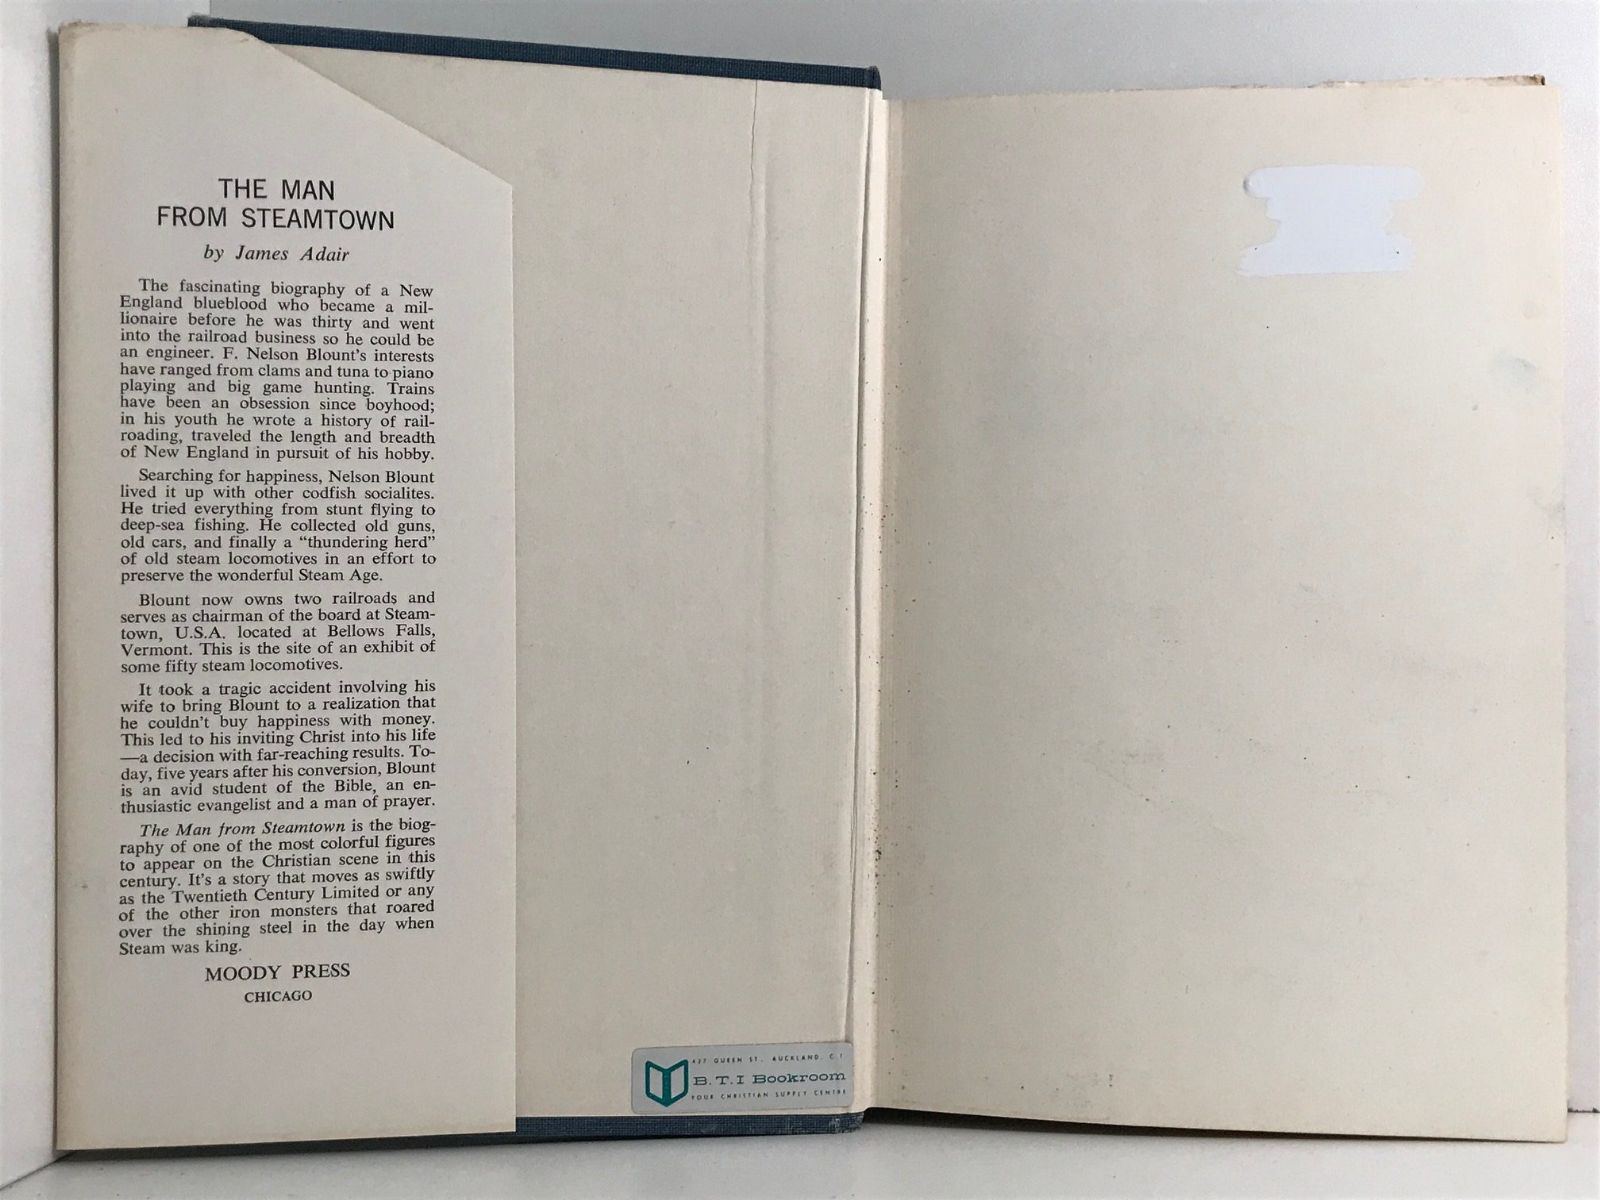 THE MAN
FROM STEAMTOWN
by James Adair
The fascinating biography of a New
England blueblood who became a mil-
lionaire before he was thirty and went
into the railroad business so he could be
an engineer. F. Nelson Blount's interests
have ranged from clams and tuna to piano
playing and big game hunting. Trains
have been an obsession since boyhood;
in his youth he wrote a history of rail-
roading, traveled the length and breadth
of New England in pursuit of his hobby.
Searching for happiness, Nelson Blount
lived it up with other codfish socialites.
He tried everything from stunt flying to
deep-sea fishing. He collected old guns,
old cars, and finally a "thundering herd"
of old steam locomotives in an effort to
preserve the wonderful Steam Age.
Blount now owns two railroads and
serves as chairman of the board at Steam-
town, U.S.A. located at Bellows Falls,
Vermont. This is the site of an exhibit of
some fifty steam locomotives.
It took a tragic accident involving his
wife to bring Blount to a realization that
he couldn't buy happiness with money.
This led to his inviting Christ into his life
—a decision with far-reaching results. To-
day, five years after his conversion, Blount
is an avid student of the Bible, an en-
thusiastic evangelist and a man of prayer.
The Man from Steamtown is the biog-
raphy of one of the most colorful figures
to appear on the Christian scene in this
century. It's a story that moves as swiftly
as the Twentieth Century Limited or any
of the other iron monsters that roared
over the shining steel in the day when
Steam was king.
MOODY PRESS
CHICAGO
427 QUEEN ST., AUCKLAND, C.1
B.T.I Bookroom
YOUR CHRISTIAN SUPPLY CENTRE